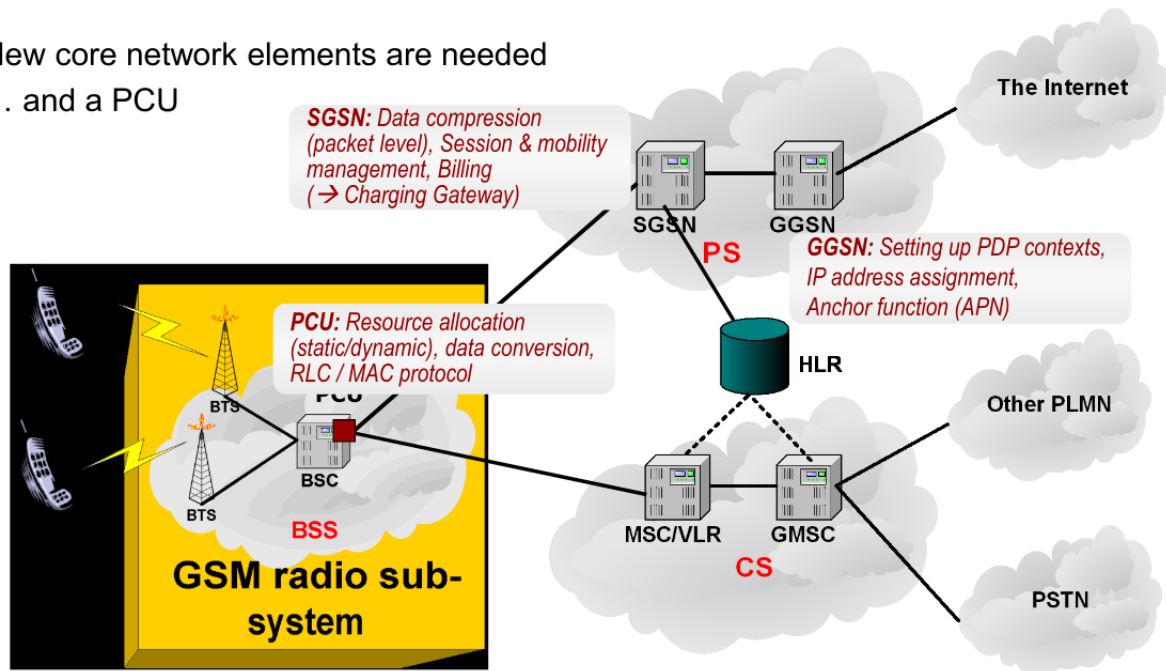 lew core network elements are needed
. and a PCU
SGSN: Data compression
(packet level), Session & mobility
management, Billing
(→ Charging Gateway)
The Internet
SGSN
GGSN
PS
GGSN: Setting up PDP contexts,
IP address assignment,
Anchor function (APN)
PCU: Resource allocation
(static/dynamic), data conversion,
RLC / MAC protocol
HLR
PCU
BTS
Other PLMN
BSC
BTS
BSS
MSC/VLR
GMSC
CS
GSM radio sub-
system
PSTN